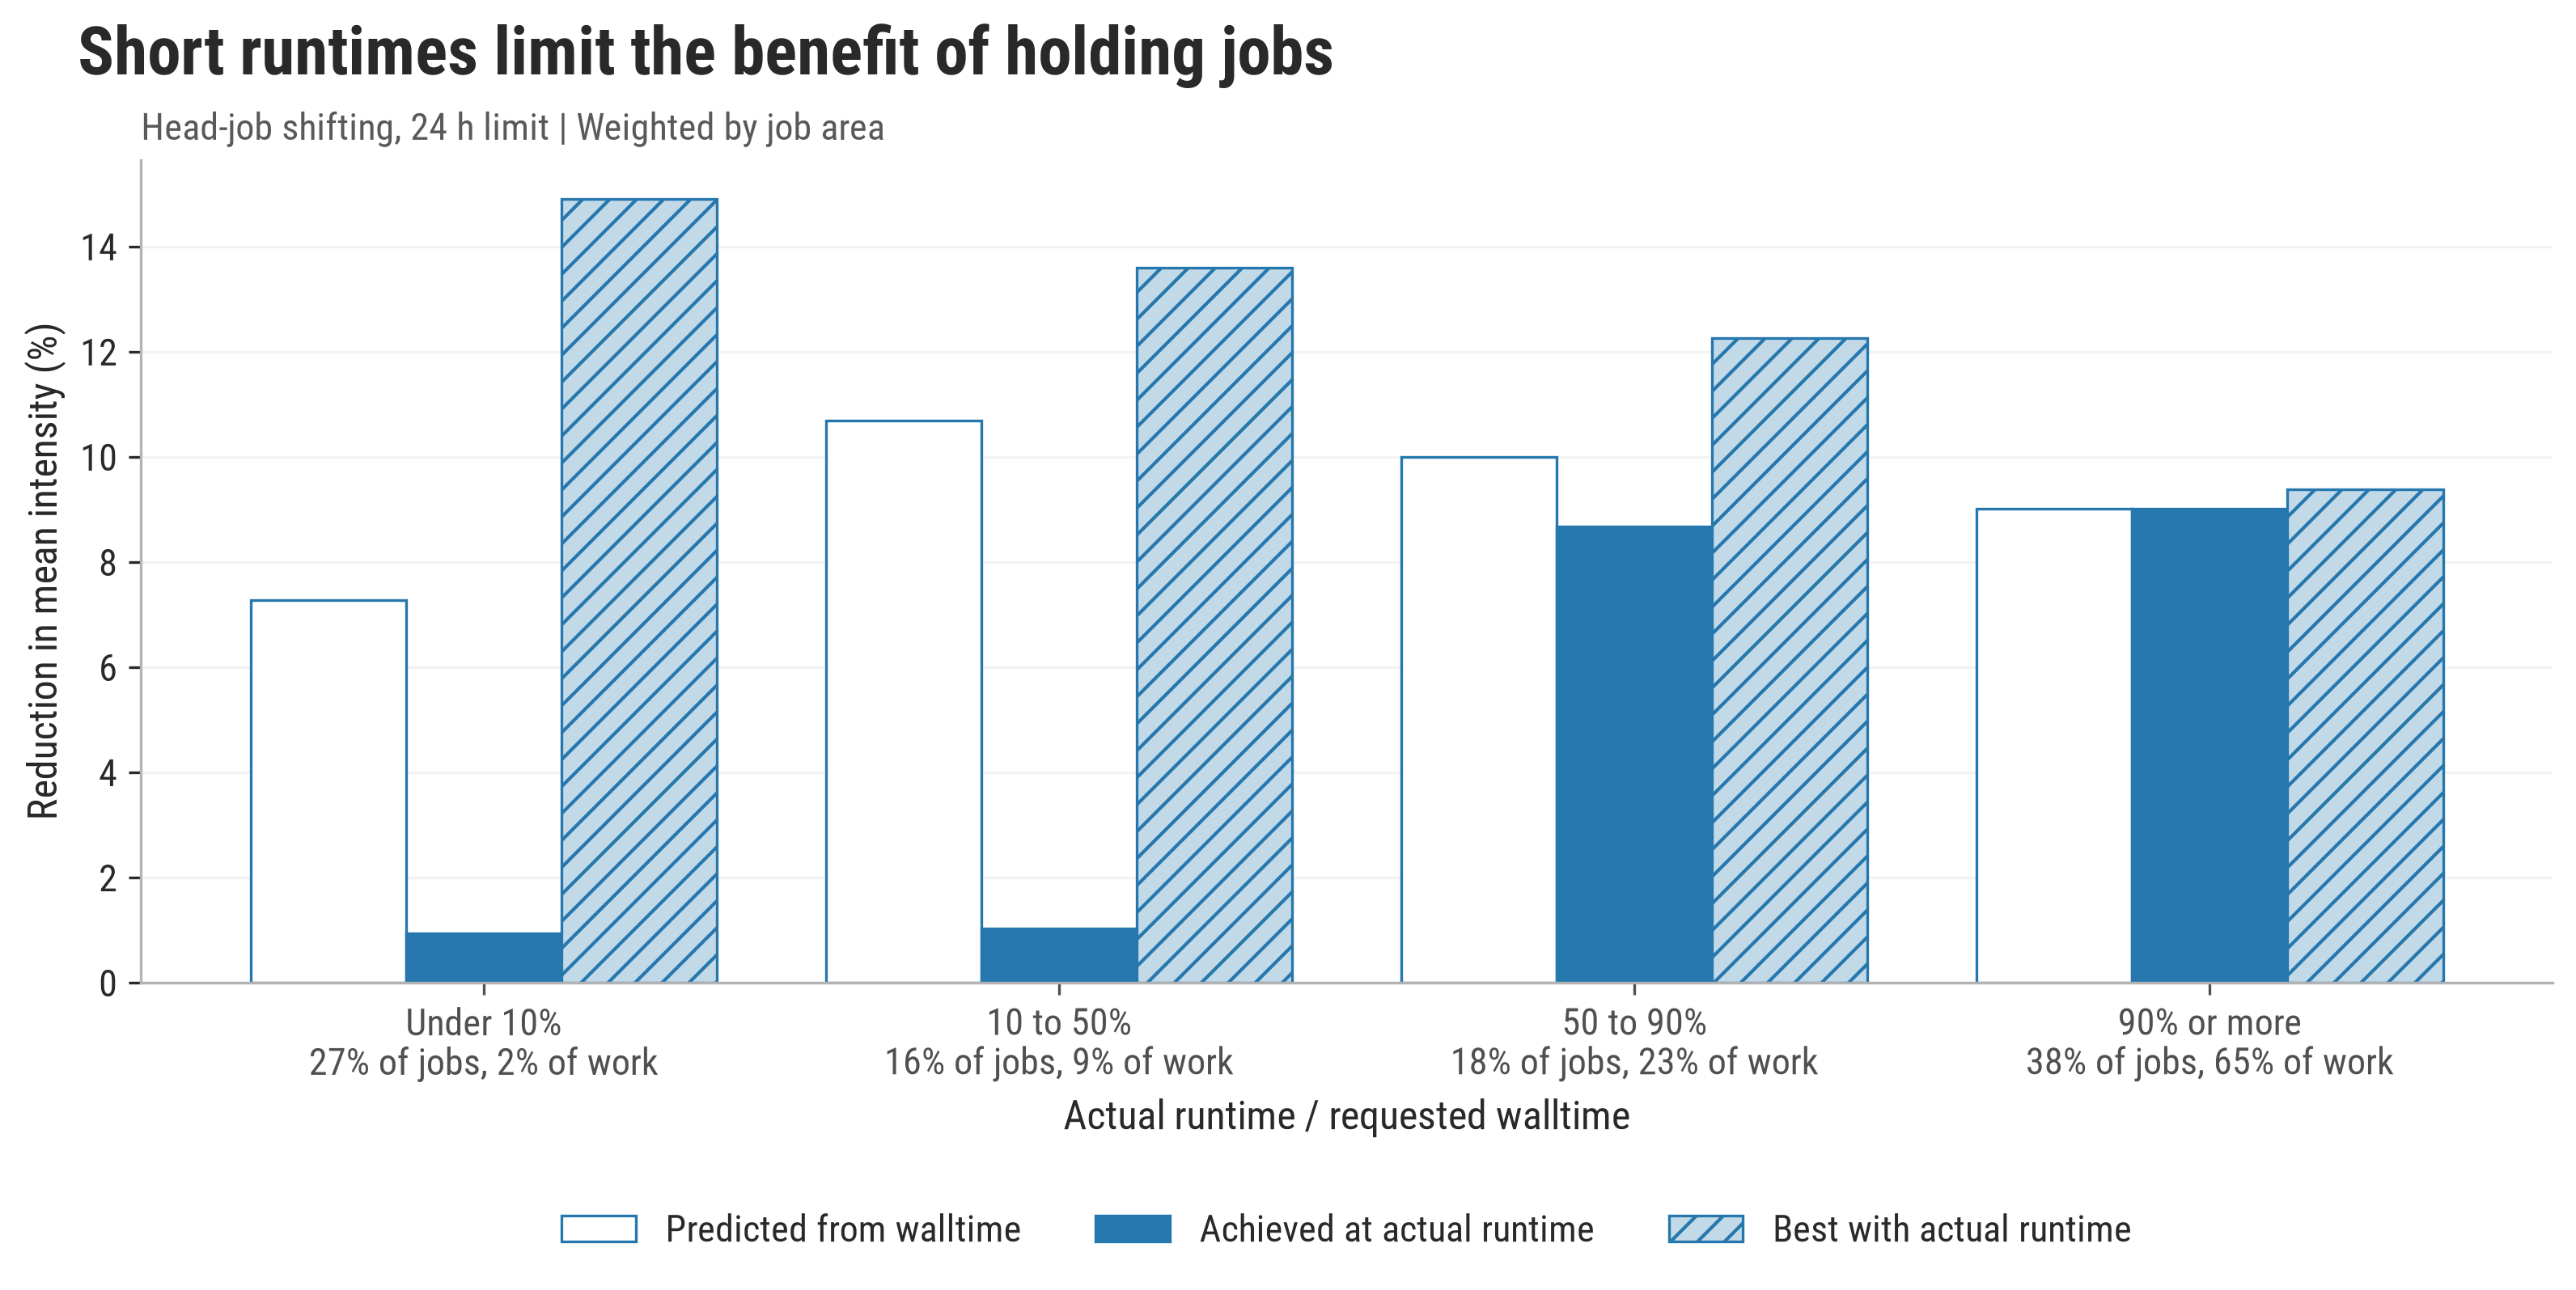 Short runtimes limit the benefit of holding jobs
Head-job shifting, 24 h limit | Weighted by job area
Reduction in mean intensity (%)
14
12
10
8
6
4
2
0
Under 10%
27% of jobs, 2% of work
10 to 50%
16% of jobs, 9% of work
50 to 90%
18% of jobs, 23% of work
90% or more
38% of jobs, 65% of work
Actual runtime / requested walltime
Predicted from walltime
Achieved at actual runtime
Best with actual runtime